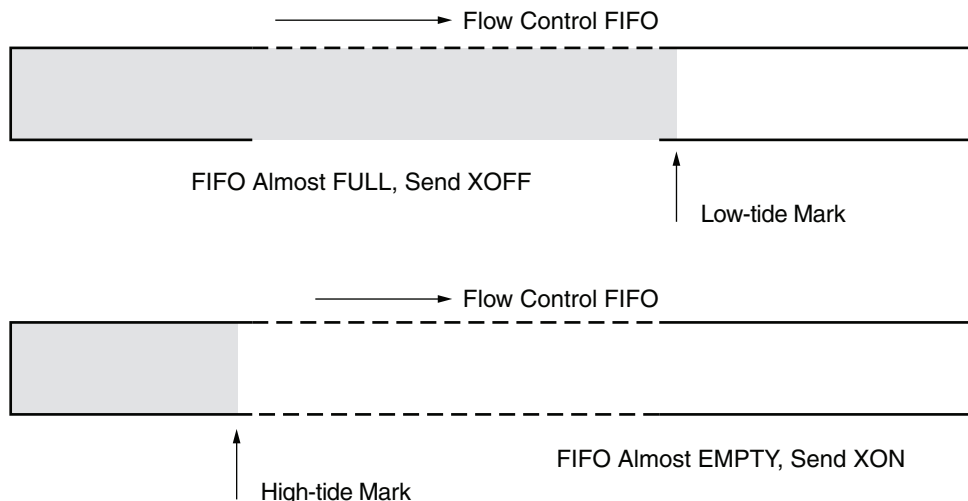 Flow Control FIFO
FIFO Almost FULL, Send XOFF
Low-tide Mark
Flow Control FIFO
FIFO Almost EMPTY, Send XON
High-tide Mark